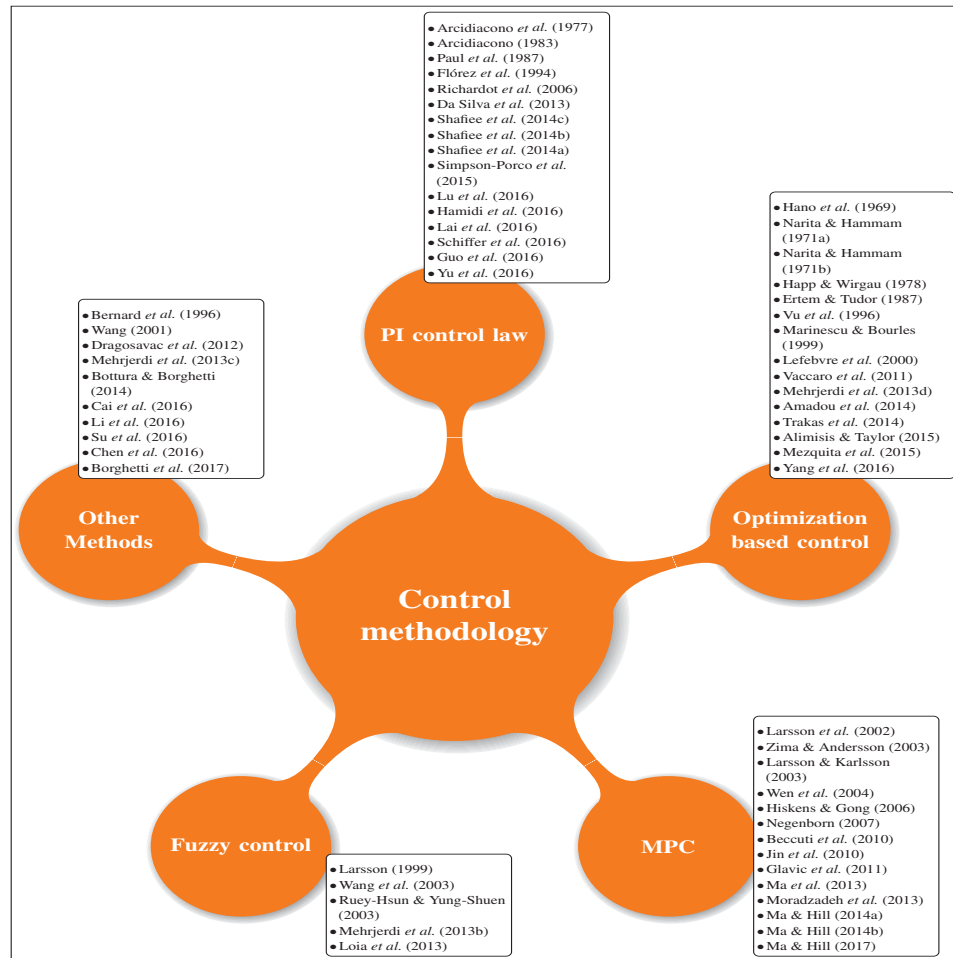 Arcidiacono et al. (1977)
Arcidiacono (1983)
Paul et al. (1987)
Flórez et al. (1994)
Richardot et al. (2006)
Da Silva et al. (2013)
Shafiee et al. (2014c)
Shafiee et al. (2014b)
Shafiee et al. (2014a)
Simpson-Porco et al.
(2015)
Lu et al. (2016)
Hamidi et al. (2016)
Lai et al. (2016)
Schiffer et al. (2016)
Guo et al. (2016)
Yu et al. (2016)
PI control law
Hano et al. (1969)
Narita & Hammam
(1971a)
Narita & Hammam
(1971b)
Happ & Wirgau (1978)
Ertem & Tudor (1987)
Vu et al. (1996)
Marinescu & Bourles
(1999)
Lefebvre et al. (2000)
Vaccaro et al. (2011)
Mehrjerdi et al. (2013d)
Amadou et al. (2014)
Trakas et al. (2014)
Alimisis & Taylor (2015)
Mezquita et al. (2015)
Yang et al. (2016)
Optimization
based control
Bernard et al. (1996)
Wang (2001)
Dragosavac et al. (2012)
Mehrjerdi et al. (2013c)
Bottura & Borghetti
(2014)
Cai et al. (2016)
Li et al. (2016)
Su et al. (2016)
Chen et al. (2016)
Borghetti et al. (2017)
Other
Methods
Control
methodology
Fuzzy control
Larsson (1999)
Wang et al. (2003)
Ruey-Hsun & Yung-Shuen
(2003)
Mehrjerdi et al. (2013b)
Loia et al. (2013)
MPC
Larsson et al. (2002)
Zima & Andersson (2003)
Larsson & Karlsson
(2003)
Wen et al. (2004)
Hiskens & Gong (2006)
Negenborn (2007)
Beccuti et al. (2010)
Jin et al. (2010)
Glavic et al. (2011)
Ma et al. (2013)
Moradzadeh et al. (2013)
Ma & Hill (2014a)
Ma & Hill (2014b)
Ma & Hill (2017)